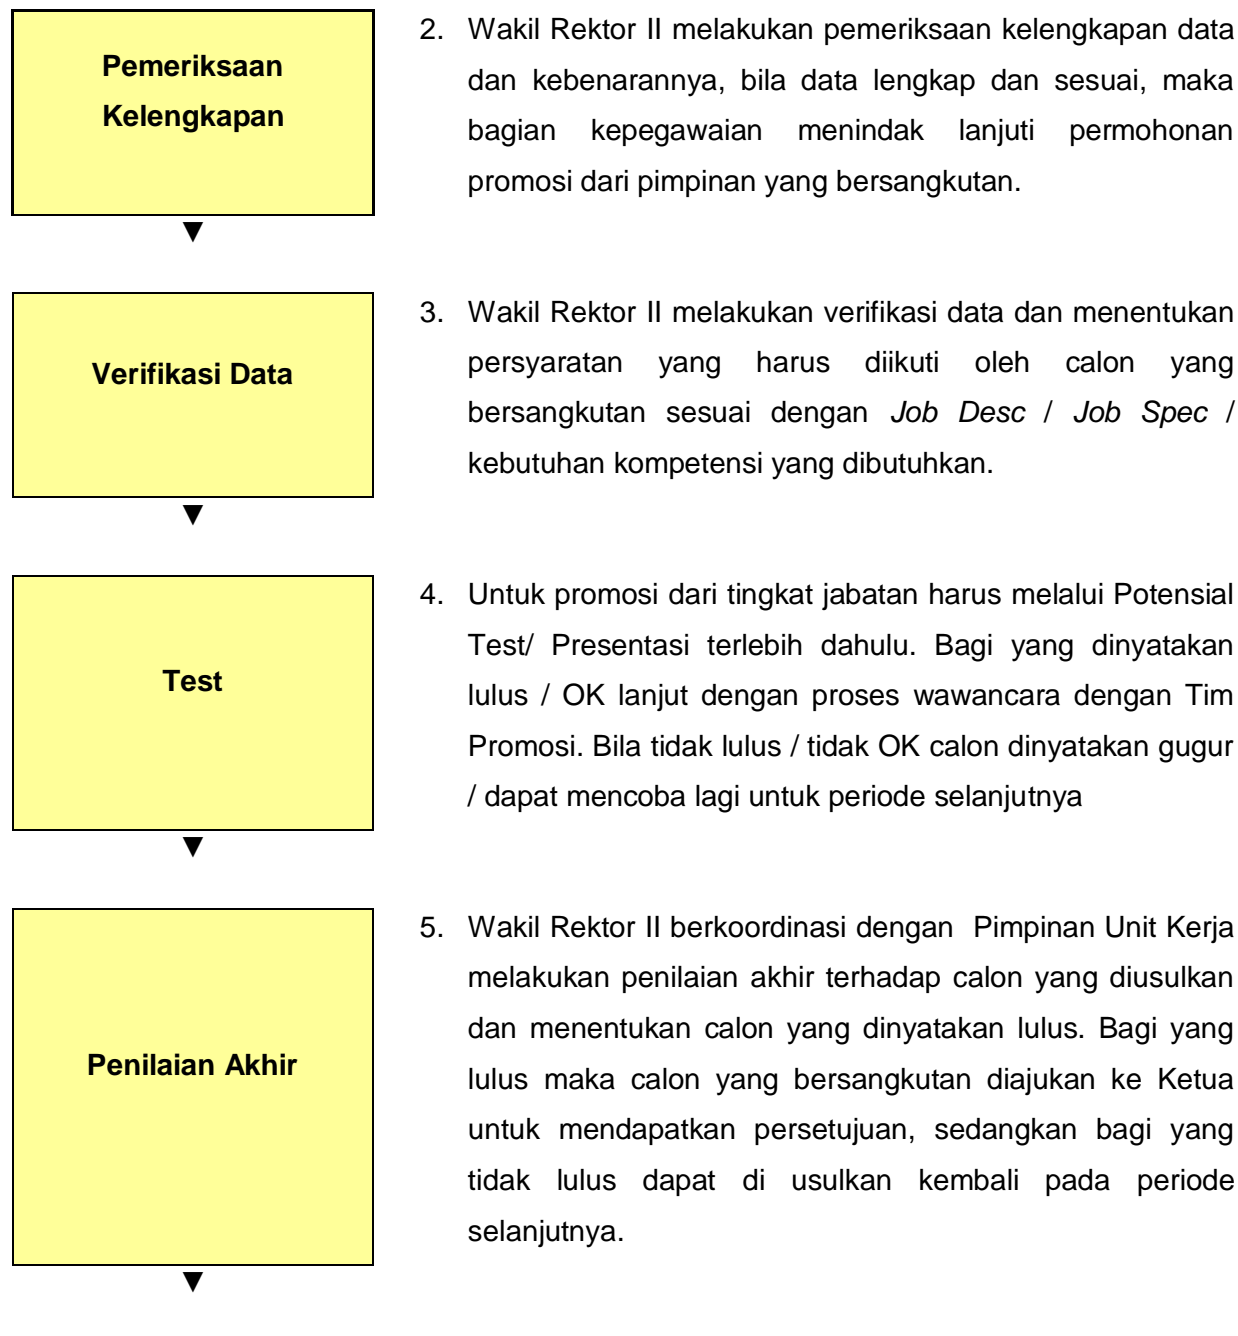 Pemeriksaan
Kelengkapan
2. Wakil Rektor II melakukan pemeriksaan kelengkapan data
dan kebenarannya, bila data lengkap dan sesuai, maka
bagian kepegawaian menindak lanjuti permohonan
promosi dari pimpinan yang bersangkutan.
▼
Verifikasi Data
3. Wakil Rektor II melakukan verifikasi data dan menentukan
persyaratan yang harus diikuti oleh calon yang
bersangkutan sesuai dengan Job Desc / Job Spec /
kebutuhan kompetensi yang dibutuhkan.
▼
Test
4. Untuk promosi dari tingkat jabatan harus melalui Potensial
Test/ Presentasi terlebih dahulu. Bagi yang dinyatakan
lulus / OK lanjut dengan proses wawancara dengan Tim
Promosi. Bila tidak lulus / tidak OK calon dinyatakan gugur
/ dapat mencoba lagi untuk periode selanjutnya
▼
Penilaian Akhir
5. Wakil Rektor II berkoordinasi dengan  Pimpinan Unit Kerja
melakukan penilaian akhir terhadap calon yang diusulkan
dan menentukan calon yang dinyatakan lulus. Bagi yang
lulus maka calon yang bersangkutan diajukan ke Ketua
untuk mendapatkan persetujuan, sedangkan bagi yang
tidak lulus dapat di usulkan kembali pada periode
selanjutnya.
▼